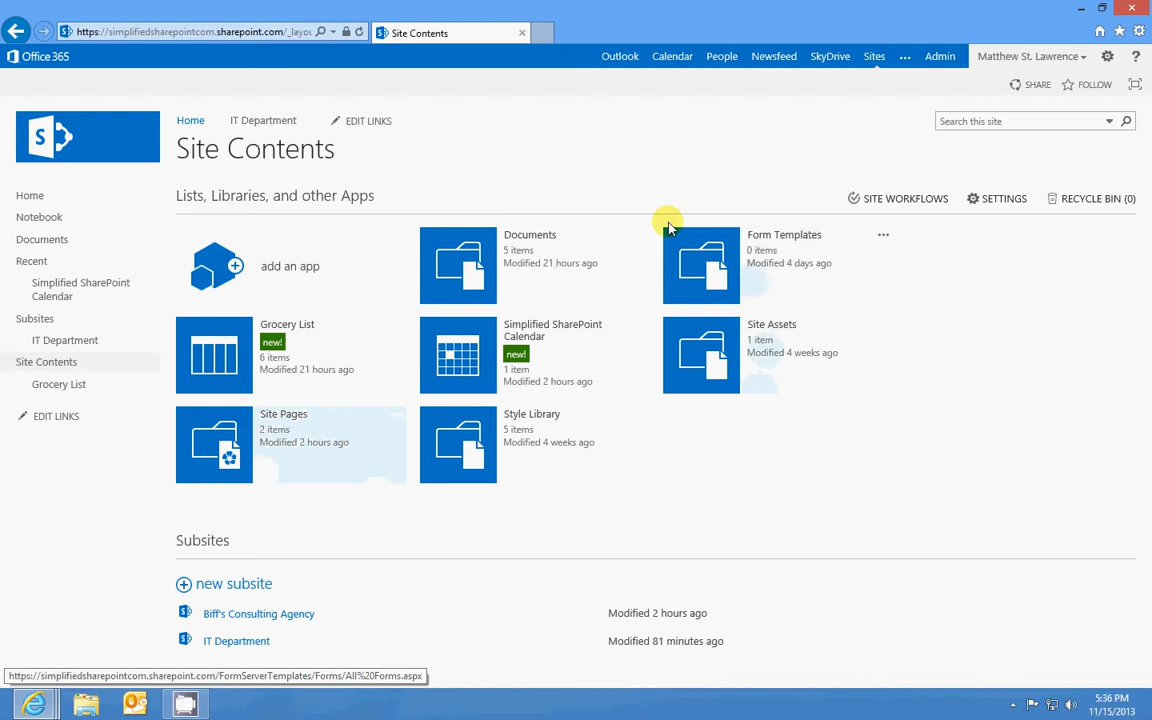 https://simplifiedsharepointcom.sharepoint.com/_layou
Site Contents
Office 365
Outlook Calendar People Newsfeed SkyDrive Sites ... Admin Matthew St. Lawrence ?
SHARE FOLLOW
Home IT Department EDIT LINKS
Search this site
Site Contents
Home
Notebook
Documents
Recent
Simplified SharePoint
Calendar
Subsites
IT Department
Site Contents
Grocery List
EDIT LINKS
Lists, Libraries, and other Apps
SITE WORKFLOWS SETTINGS RECYCLE BIN (0)
add an app
Documents
5 items
Modified 21 hours ago
Form Templates ...
0 items
Modified 4 days ago
Grocery List
new!
6 items
Modified 21 hours ago
Simplified SharePoint
Calendar
new!
1 item
Modified 2 hours ago
Site Assets
1 item
Modified 4 weeks ago
Site Pages
2 items
Modified 2 hours ago
Style Library
5 items
Modified 4 weeks ago
Subsites
new subsite
Biff's Consulting Agency Modified 2 hours ago
IT Department Modified 81 minutes ago
https://simplifiedsharepointcom.sharepoint.com/FormServerTemplates/Forms/All%20Forms.aspx
5:36 PM
11/15/2013